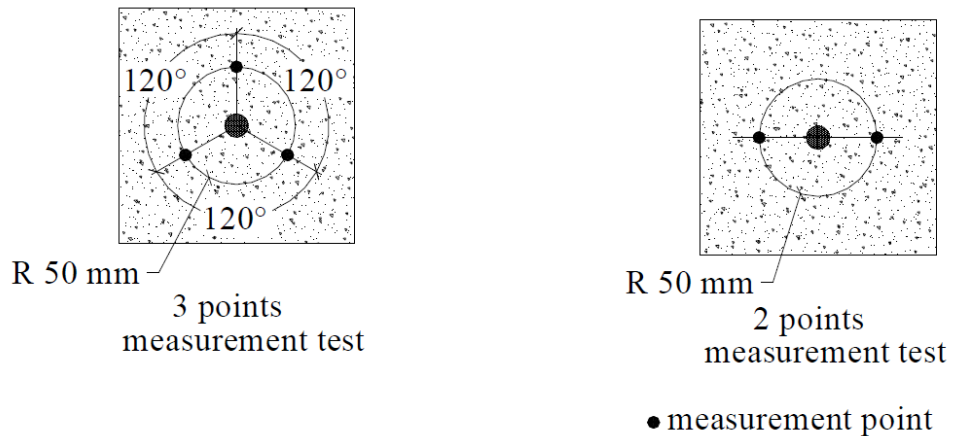 120°
120°
120°
R 50 mm
3 points
measurement test
R 50 mm
2 points
measurement test
measurement point